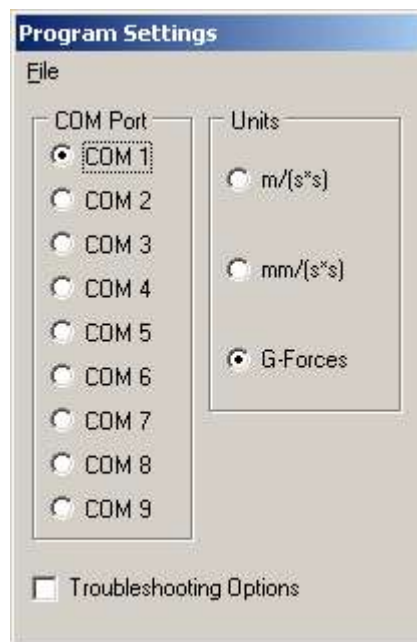 Program Settings
File
COM Port
COM 1
COM 2
COM 3
COM 4
COM 5
COM 6
COM 7
COM 8
COM 9
Units
m/(s*s)
mm/(s*s)
G-Forces
Troubleshooting Options